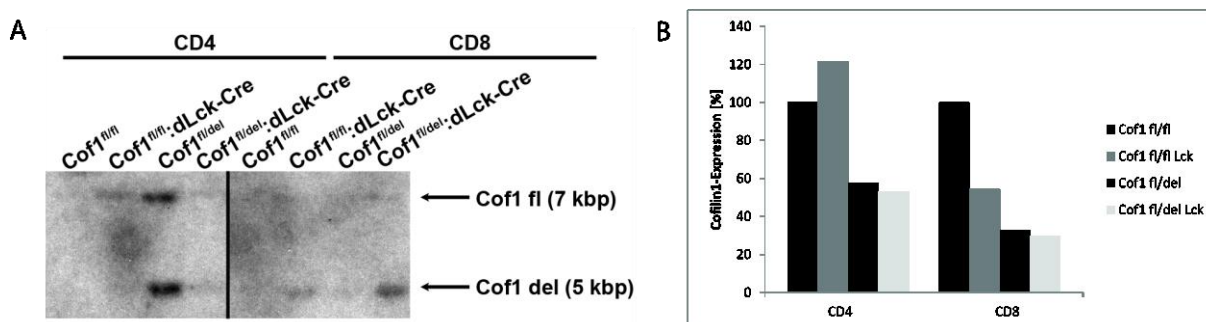 A
CD4 CD8
Cof1fl/fl
Cof1fl/fl:dLck-Cre
Cof1fl/del
Cof1fl/del:dLck-Cre
Cof1fl/fl
Cof1fl/fl:dLck-Cre
Cof1fl/del
Cof1fl/del:dLck-Cre
Cof1 fl (7 kbp)
Cof1 del (5 kbp)
B
Cofilin1-Expression [%]
140
120
100
80
60
40
20
0
CD4 CD8
Cof1 fl/fl
Cof1 fl/fl Lck
Cof1 fl/del
Cof1 fl/del Lck